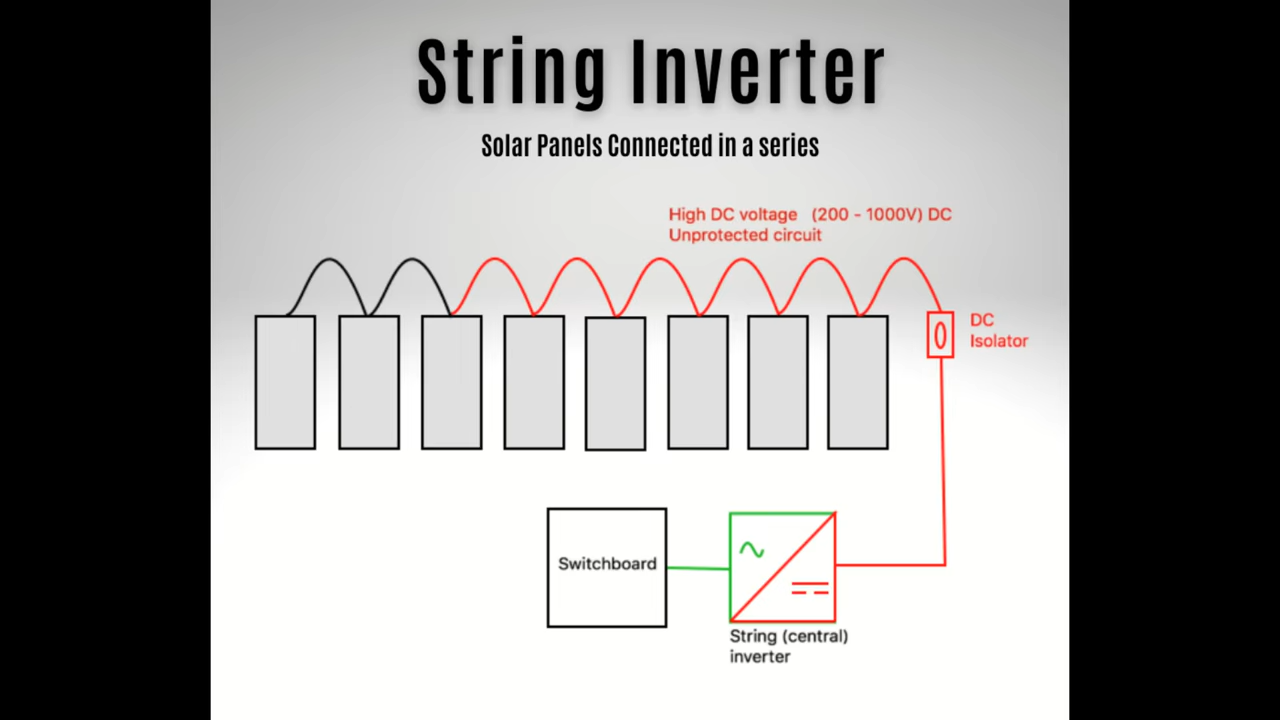 String Inverter
Solar Panels Connected in a series
High DC voltage (200 - 1000V) DC
Unprotected circuit
DC
Isolator
Switchboard
String (central)
inverter